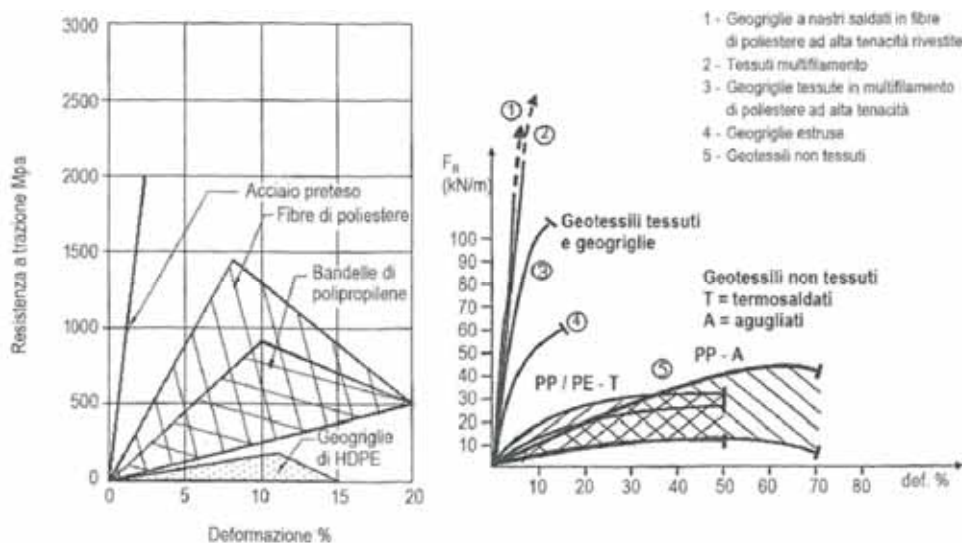 3000
2500
2000
1500
1000
500
0
Resistenza a trazione Mpa
Acciaio preteso
Fibre di poliestere
Bandelle di
polipropilene
Geogriglie
di HDPE
0
5
10
15
20
Deformazione %
1 - Geogriglie a nastri saldati in fibre
di poliestere ad alta tenacità rivestite
2 - Tessuti multifilamento
3 - Geogriglie tessute in multifilamento
di poliestere ad alta tenacità
4 - Geogriglie estruse
5 - Geotessili non tessuti
1
2
(kN/m)
100
90
80
70
60
50
40
30
20
10
Geotessili tessuti
e geogriglie
3
4
Geotessili non tessuti
T = termosaldati
A = agugliati
PP / PE - T
5
PP - A
10
20
30
40
50
60
70
def. %